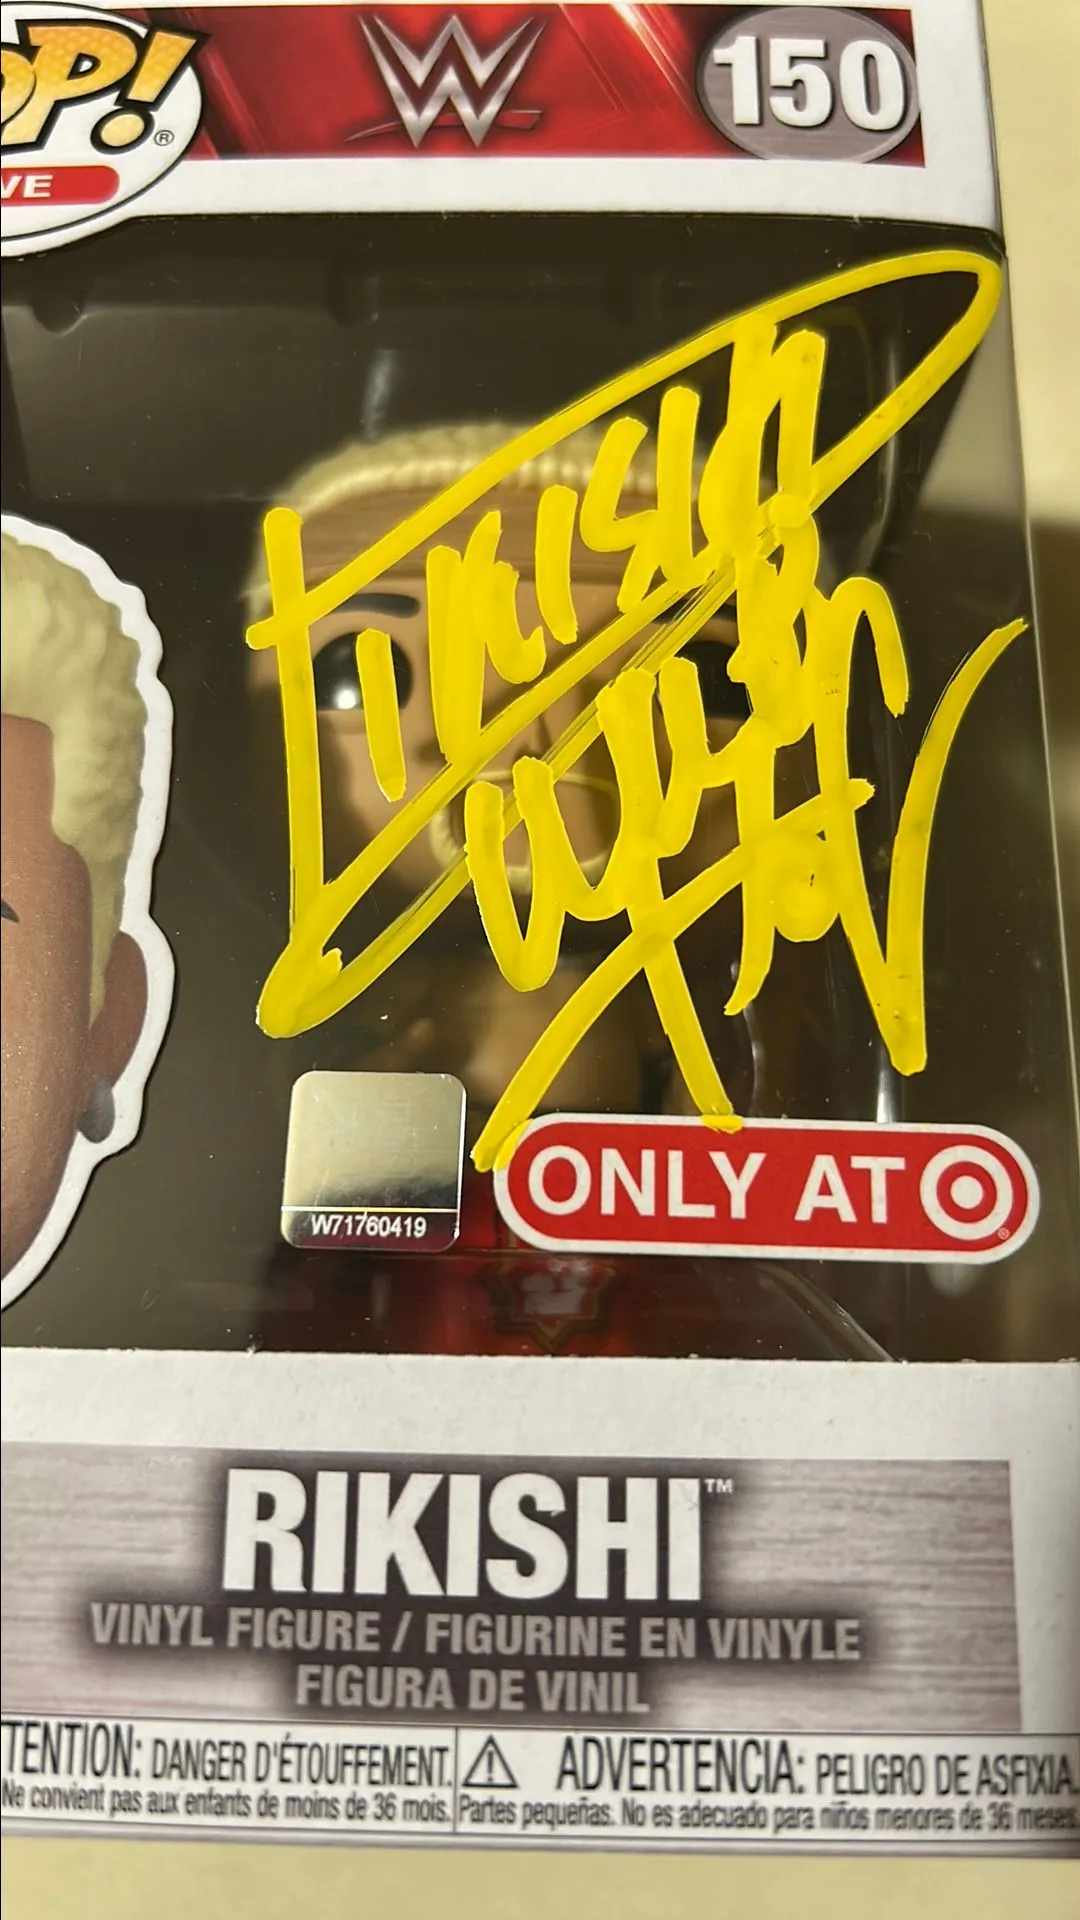 OP!®
VE
W
150
W71760419
ONLY AT
RIKISHI™
VINYL FIGURE / FIGURINE EN VINYLE
FIGURA DE VINIL
TENTION: DANGER D'ÉTOUFFEMENT.
Ne convient pas aux enfants de moins de 36 mois.
ADVERTENCIA: PELIGRO DE ASFIXIA.
Partes pequeñas. No es adecuado para niños menores de 36 meses.